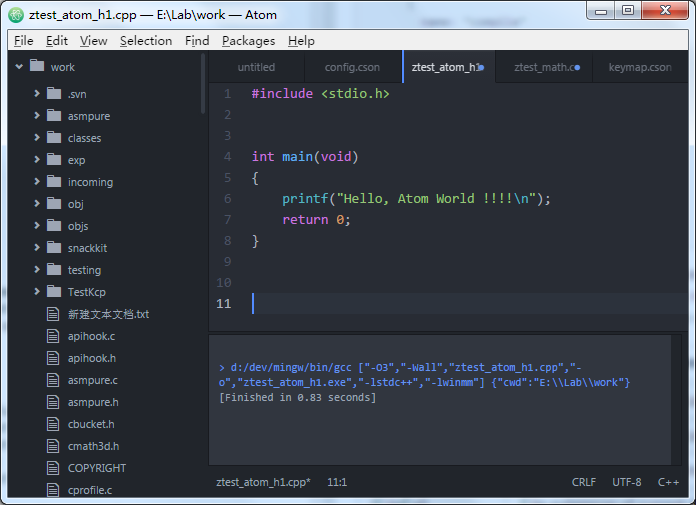 ztest_atom_h1.cpp — E:\Lab\work — Atom
File Edit View Selection Find Packages Help
work
.svn
asmpure
classes
exp
incoming
obj
objs
snackkit
testing
TestKcp
新建文本文档.txt
apihook.c
apihook.h
asmpure.c
asmpure.h
cbucket.h
cmath3d.h
COPYRIGHT
cprofile.c
untitled config.cson ztest_atom_h1 ztest_math.c keymap.cson
1 #include <stdio.h>
2
3
4 int main(void)
5 {
6 printf("Hello, Atom World !!!!\n");
7 return 0;
8 }
9
10
11
> d:/dev/mingw/bin/gcc ["-O3","-Wall","ztest_atom_h1.cpp","-
o","ztest_atom_h1.exe","-lstdc++","-lwinmm"] {"cwd":"E:\\Lab\\work"}
[Finished in 0.83 seconds]
ztest_atom_h1.cpp* 11:1 CRLF UTF-8 C++